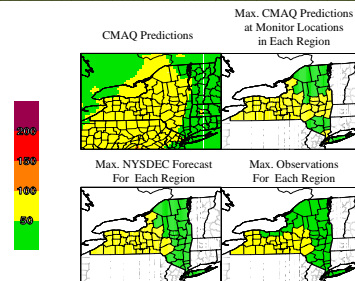 CMAQ Predictions
Max. CMAQ Predictions
at Monitor Locations
in Each Region
200
150
100
50
Max. NYSDEC Forecast
For Each Region
Max. Observations
For Each Region